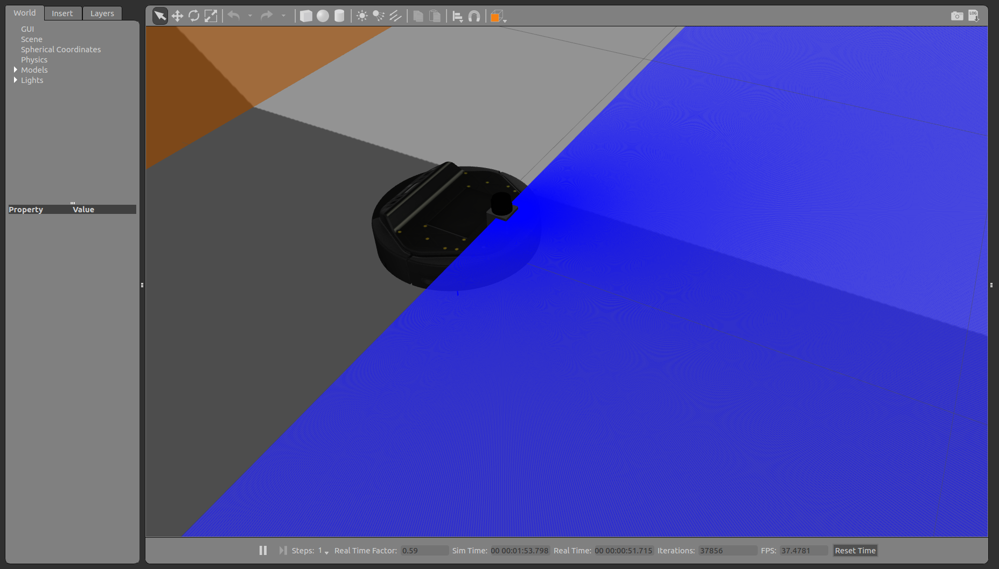 World Insert Layers
GUI
Scene
Spherical Coordinates
Physics
Models
Lights
Property Value
LOG
Steps: 1 Real Time Factor: 0.59 Sim Time: 00 00:01:53.798 Real Time: 00 00:00:51.715 Iterations: 37856 FPS: 37.4781 Reset Time